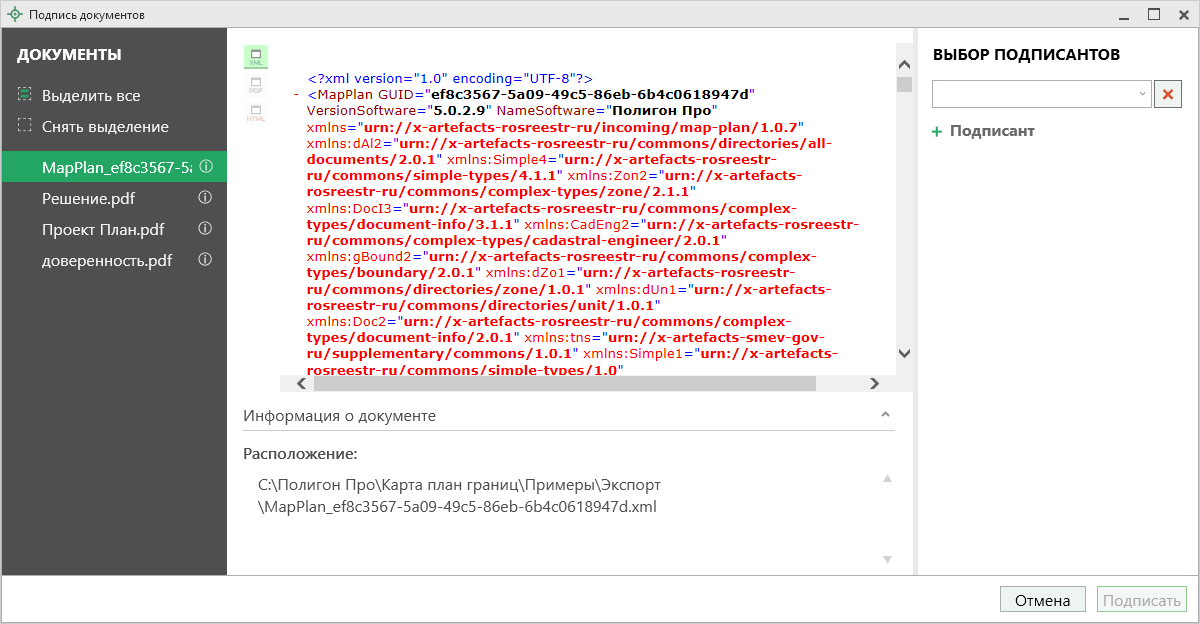 Подпись документов
ДОКУМЕНТЫ
Выделить все
Снять выделение
MapPlan_ef8c3567-5a
Решение.pdf
Проект План.pdf
доверенность.pdf
XML
PDF
HTML
<?xml version="1.0" encoding="UTF-8"?>
- <MapPlan GUID="ef8c3567-5a09-49c5-86eb-6b4c0618947d"
VersionSoftware="5.0.2.9" NameSoftware="Полигон Про"
xmlns="urn://x-artefacts-rosreestr-ru/incoming/map-plan/1.0.7"
xmlns:dAl2="urn://x-artefacts-rosreestr-ru/commons/directories/all-
documents/2.0.1" xmlns:Simple4="urn://x-artefacts-rosreestr-
ru/commons/simple-types/4.1.1" xmlns:Zon2="urn://x-artefacts-
rosreestr-ru/commons/complex-types/zone/2.1.1"
xmlns:DocI3="urn://x-artefacts-rosreestr-ru/commons/complex-
types/document-info/3.1.1" xmlns:CadEng2="urn://x-artefacts-rosreestr-
ru/commons/complex-types/cadastral-engineer/2.0.1"
xmlns:gBound2="urn://x-artefacts-rosreestr-ru/commons/complex-
types/boundary/2.0.1" xmlns:dZo1="urn://x-artefacts-rosreestr-
ru/commons/directories/zone/1.0.1" xmlns:dUn1="urn://x-artefacts-
rosreestr-ru/commons/directories/unit/1.0.1"
xmlns:Doc2="urn://x-artefacts-rosreestr-ru/commons/complex-
types/document-info/2.0.1" xmlns:tns="urn://x-artefacts-smev-gov-
ru/supplementary/commons/1.0.1" xmlns:Simple1="urn://x-artefacts-
rosreestr-ru/commons/simple-types/1.0"
Информация о документе
Расположение:
C:\Полигон Про\Карта план границ\Примеры\Экспорт
\MapPlan_ef8c3567-5a09-49c5-86eb-6b4c0618947d.xml
ВЫБОР ПОДПИСАНТОВ
+ Подписант
Отмена
Подписать